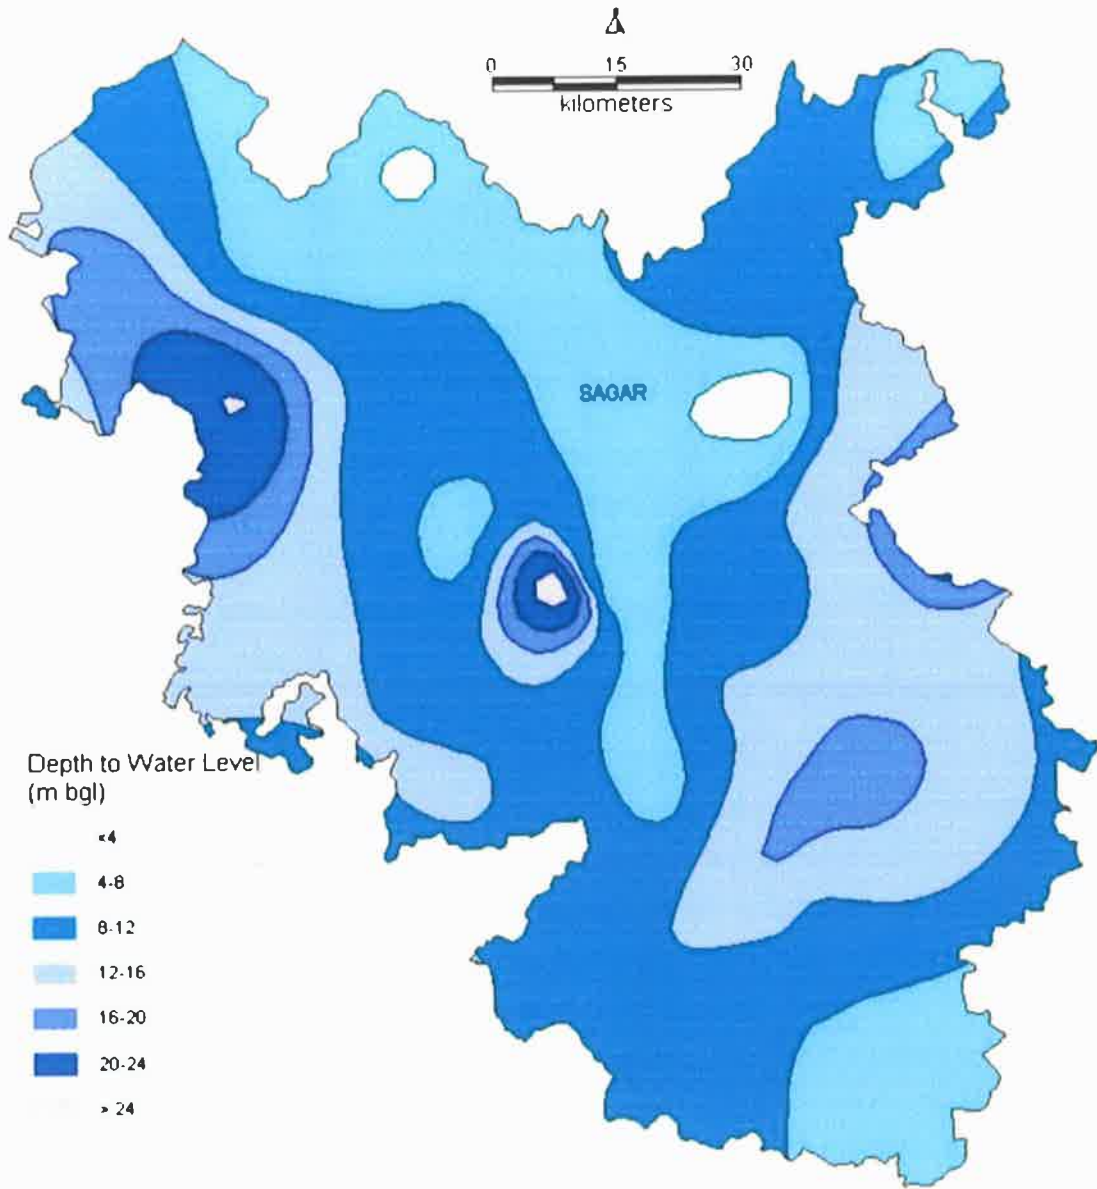 0 15 30
kilometers
SAGAR
Depth to Water Level
(m bgl)
<4
4-8
8-12
12-16
16-20
20-24
> 24